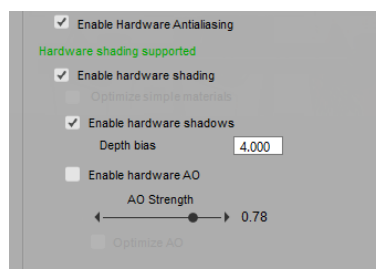 Enable Hardware Antialiasing
Hardware shading supported
Enable hardware shading
Optimize simple materials
Enable hardware shadows
Depth bias 4.000
Enable hardware AO
AO Strength
0.78
Optimize AO